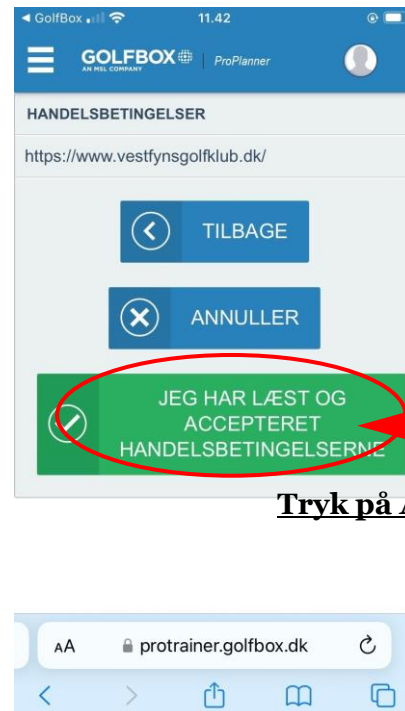 GolfBox
11.42
GOLFBOX ProPlanner
AN MSL COMPANY
HANDELSBETINGELSER
https://www.vestfynsgolfklub.dk/
TILBAGE
ANNULLER
JEG HAR LÆST OG
ACCEPTERET
HANDELSBETINGELSERNE
Tryk på
AA protrainer.golfbox.dk